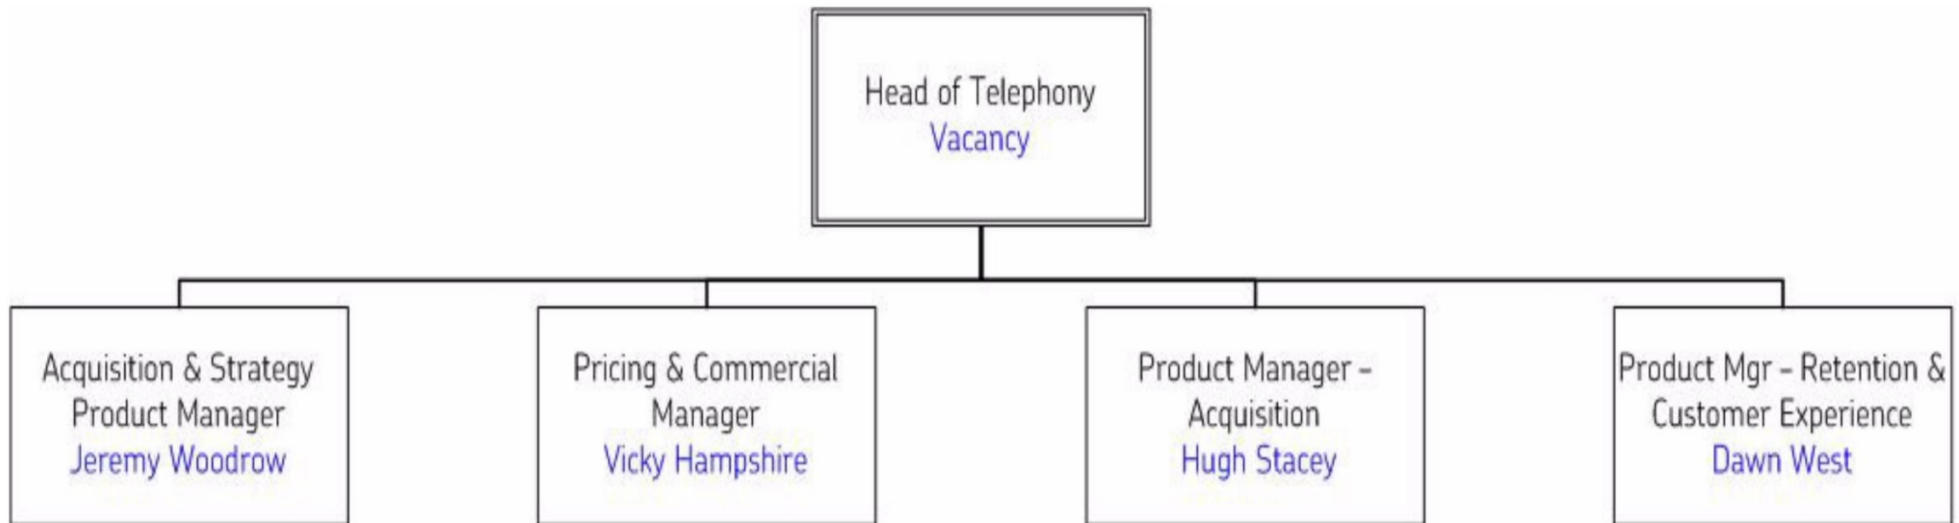 Head of Telephony
Vacancy
Acquisition & Strategy
Product Manager
Jeremy Woodrow
Pricing & Commercial
Manager
Vicky Hampshire
Product Manager –
Acquisition
Hugh Stacey
Product Mgr – Retention &
Customer Experience
Dawn West